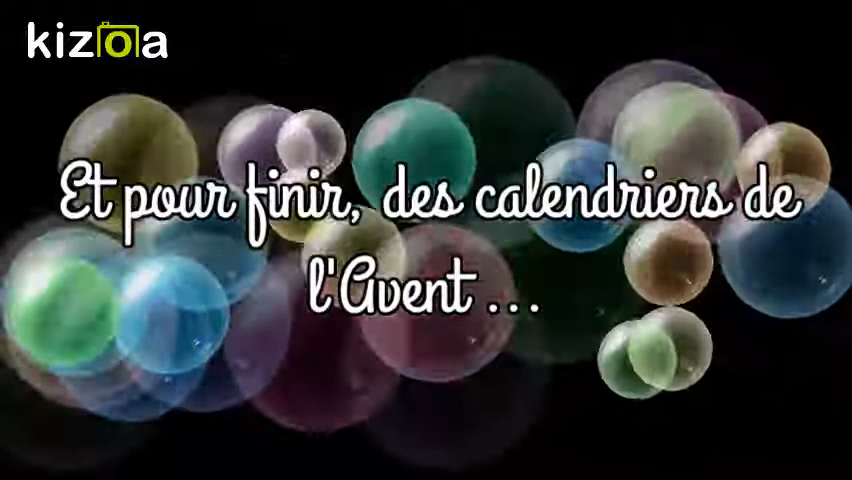 kizoa
Et pour finir, des calendriers de
l'Avent ...